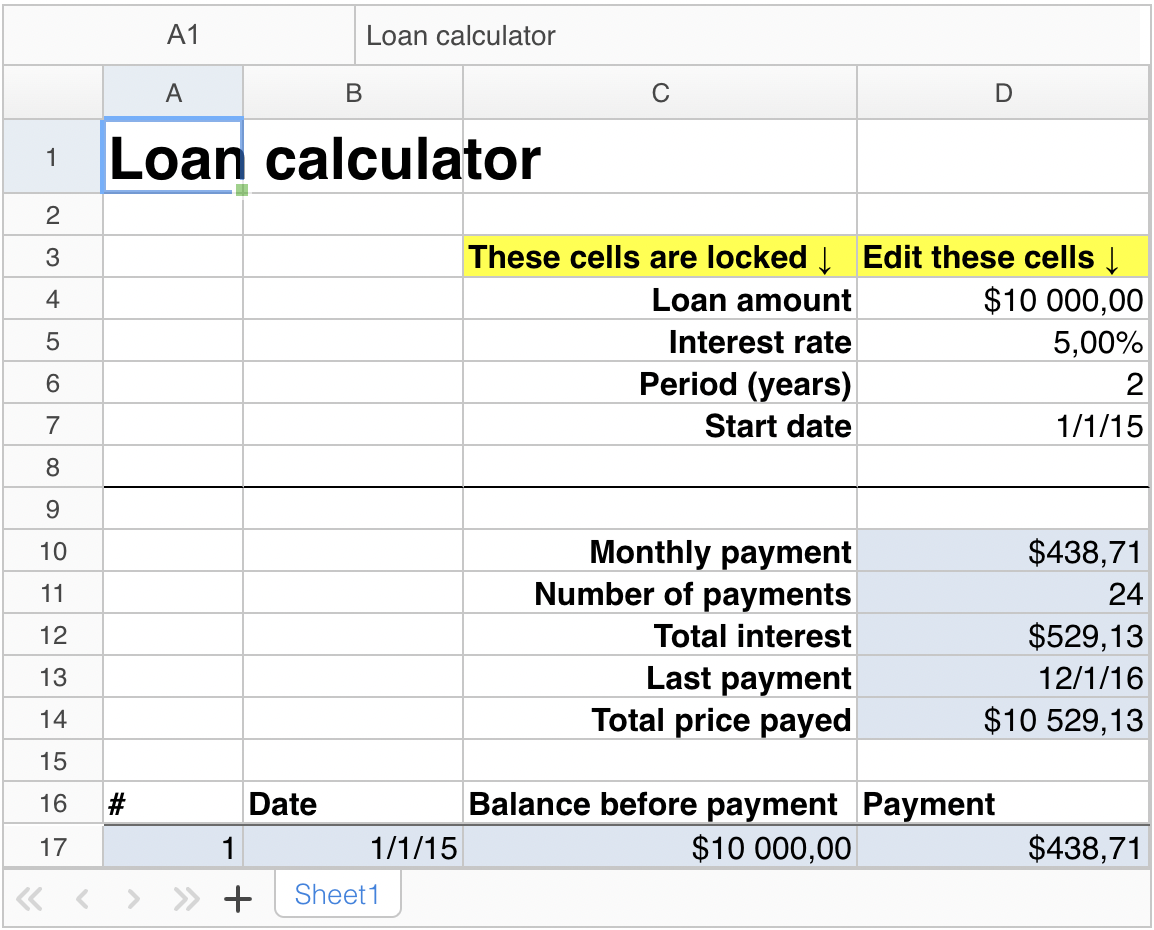 A1 Loan calculator
A B C D
1 Loan calculator
2
3 These cells are locked ↓ Edit these cells ↓
4 Loan amount $10 000,00
5 Interest rate 5,00%
6 Period (years) 2
7 Start date 1/1/15
8
9
10 Monthly payment $438,71
11 Number of payments 24
12 Total interest $529,13
13 Last payment 12/1/16
14 Total price payed $10 529,13
15
16 # Date Balance before payment Payment
17 1 1/1/15 $10 000,00 $438,71
Sheet1